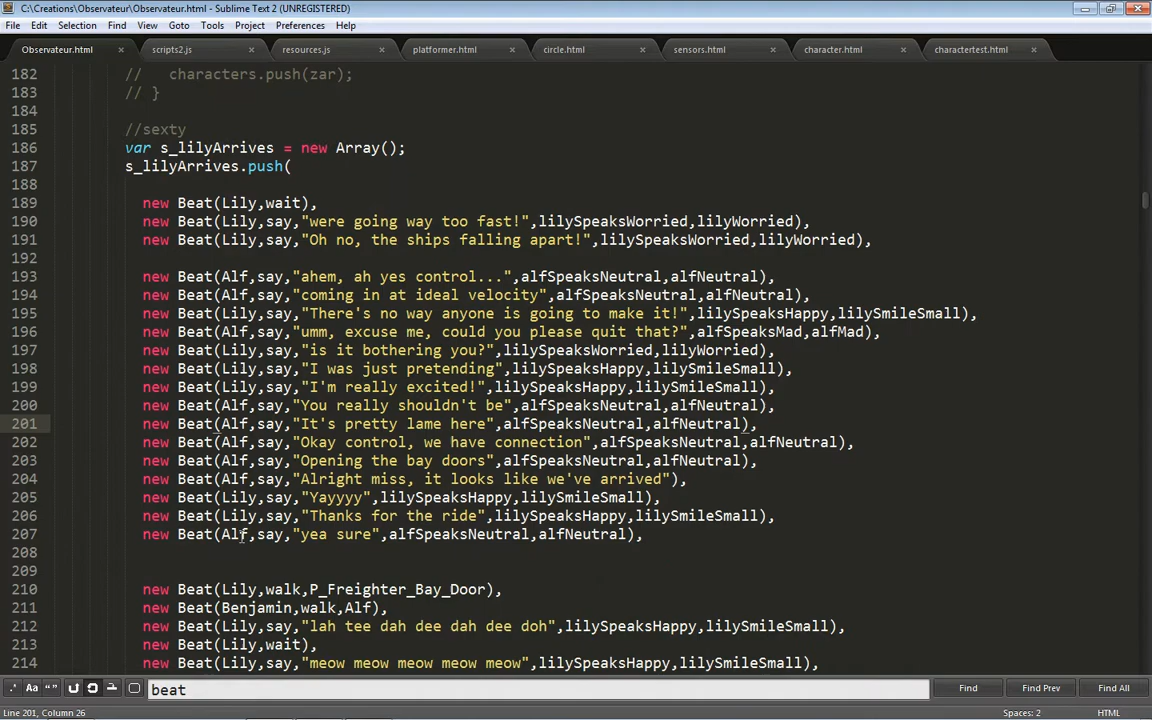 C:\Creations\Observateur\Observateur.html - Sublime Text 2 (UNREGISTERED)
File Edit Selection Find View Goto Tools Project Preferences Help
Observateur.html × scripts2.js × resources.js × platformer.html × circle.html × sensors.html × character.html × charactertest.html ×
182 //   characters.push(zar);
183 // }
184
185 //sexty
186 var s_lilyArrives = new Array();
187 s_lilyArrives.push(
188
189 new Beat(Lily,wait),
190 new Beat(Lily,say,"were going way too fast!",lilySpeaksWorried,lilyWorried),
191 new Beat(Lily,say,"Oh no, the ships falling apart!",lilySpeaksWorried,lilyWorried),
192
193 new Beat(Alf,say,"ahem, ah yes control...",alfSpeaksNeutral,alfNeutral),
194 new Beat(Alf,say,"coming in at ideal velocity",alfSpeaksNeutral,alfNeutral),
195 new Beat(Lily,say,"There's no way anyone is going to make it!",lilySpeaksHappy,lilySmileSmall),
196 new Beat(Alf,say,"umm, excuse me, could you please quit that?",alfSpeaksMad,alfMad),
197 new Beat(Lily,say,"is it bothering you?",lilySpeaksWorried,lilyWorried),
198 new Beat(Lily,say,"I was just pretending",lilySpeaksHappy,lilySmileSmall),
199 new Beat(Lily,say,"I'm really excited!",lilySpeaksHappy,lilySmileSmall),
200 new Beat(Alf,say,"You really shouldn't be",alfSpeaksNeutral,alfNeutral),
201 new Beat(Alf,say,"It's pretty lame here",alfSpeaksNeutral,alfNeutral),
202 new Beat(Alf,say,"Okay control, we have connection",alfSpeaksNeutral,alfNeutral),
203 new Beat(Alf,say,"Opening the bay doors",alfSpeaksNeutral,alfNeutral),
204 new Beat(Alf,say,"Alright miss, it looks like we've arrived"),
205 new Beat(Lily,say,"Yayyyy",lilySpeaksHappy,lilySmileSmall),
206 new Beat(Lily,say,"Thanks for the ride",lilySpeaksHappy,lilySmileSmall),
207 new Beat(Alf,say,"yea sure",alfSpeaksNeutral,alfNeutral),
208
209
210 new Beat(Lily,walk,P_Freighter_Bay_Door),
211 new Beat(Benjamin,walk,Alf),
212 new Beat(Lily,say,"lah tee dah dee dah dee doh",lilySpeaksHappy,lilySmileSmall),
213 new Beat(Lily,wait),
214 new Beat(Lily,say,"meow meow meow meow meow",lilySpeaksHappy,lilySmileSmall),
.* Aa “” beat Find Find Prev Find All
Line 201, Column 26 Spaces: 2 HTML